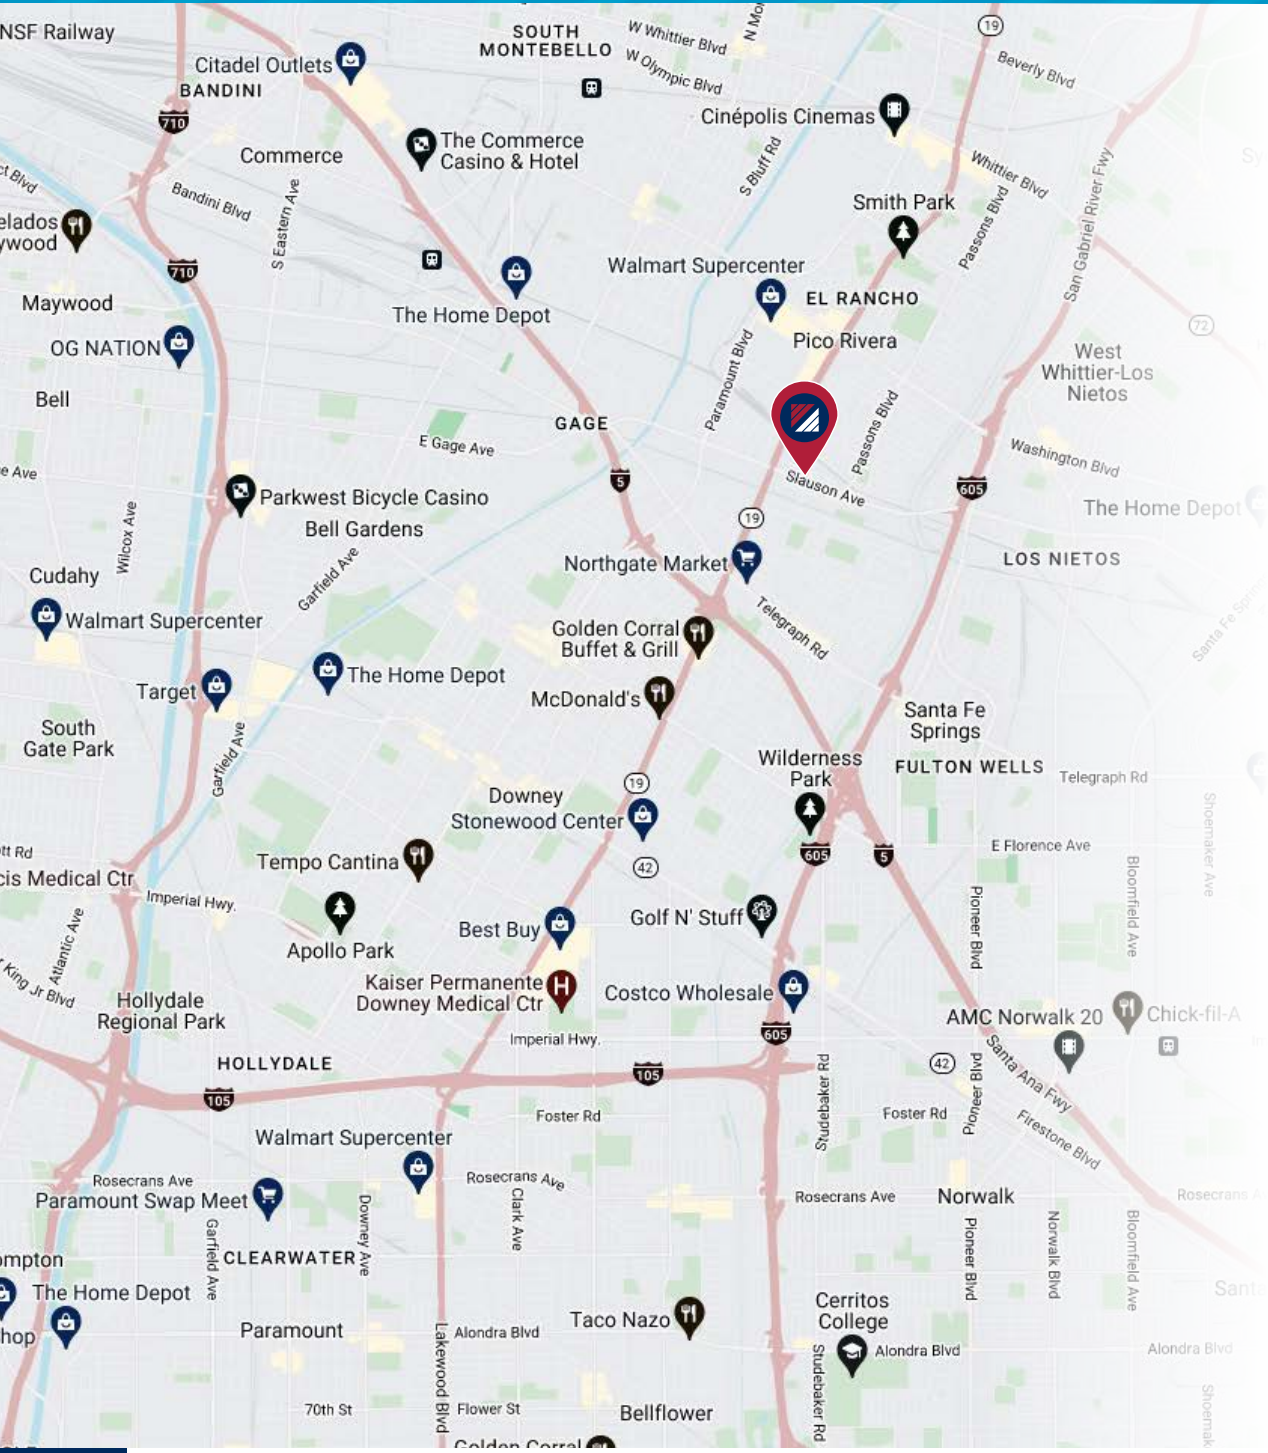 NSF Railway
SOUTH
MONTEBELLO
W Whittier Blvd
W Olympic Blvd
19
Beverly Blvd
Citadel Outlets
BANDINI
710
Commerce
The Commerce
Casino & Hotel
Cinépolis Cinemas
S Bluff Rd
Whittier Blvd
San Gabriel River Fwy
Bandini Blvd
S Eastern Ave
Smith Park
Passons Blvd
710
Maywood
The Home Depot
Walmart Supercenter
EL RANCHO
Pico Rivera
72
OG NATION
Bell
West
Whittier-Los
Nietos
Paramount Blvd
Passons Blvd
GAGE
E Gage Ave
5
Slauson Ave
Washington Blvd
605
The Home Depot
Parkwest Bicycle Casino
Bell Gardens
Wilcox Ave
19
LOS NIETOS
Northgate Market
Cudahy
Garfield Ave
Walmart Supercenter
Telegraph Rd
Golden Corral
Buffet & Grill
The Home Depot
Target
McDonald's
South
Gate Park
Garfield Ave
Santa Fe
Springs
Wilderness
Park
FULTON WELLS
Telegraph Rd
19
Downey
Stonewood Center
Shoemaker Ave
Tempo Cantina
42
605
5
E Florence Ave
Bloomfield Ave
cis Medical Ctr
Imperial Hwy.
Atlantic Ave
Apollo Park
Best Buy
Golf N' Stuff
Pioneer Blvd
King Jr Blvd
Hollydale
Regional Park
Kaiser Permanente
Downey Medical Ctr
Costco Wholesale
AMC Norwalk 20
Chick-fil-A
Imperial Hwy.
605
HOLLYDALE
105
105
42
Santa Ana Fwy
Studebaker Rd
Pioneer Blvd
Foster Rd
Foster Rd
Firestone Blvd
Walmart Supercenter
Rosecrans Ave
Rosecrans Ave
Rosecrans Ave
Norwalk
Rosecrans
Paramount Swap Meet
Garfield Ave
Downey Ave
Clark Ave
Pioneer Blvd
Norwalk Blvd
Bloomfield Ave
CLEARWATER
The Home Depot
Paramount
Lakewood Blvd
Alondra Blvd
Taco Nazo
Cerritos
College
Alondra Blvd
Alondra Blvd
Studebaker Rd
70th St
Flower St
Bellflower
Golden Corral